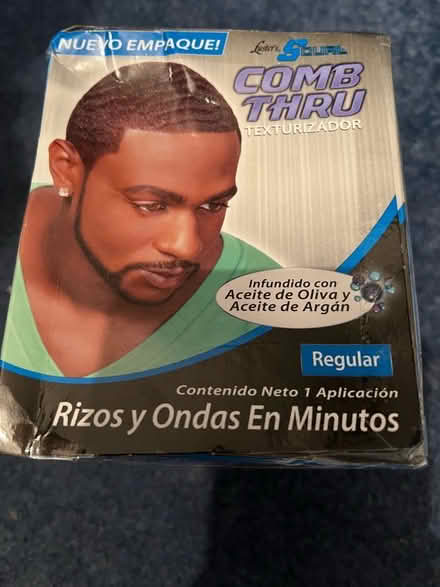 NUEVO EMPAQUE!
Luster's SCURL
COMB
THRU
TEXTURIZADOR
Infundido con
Aceite de Oliva y
Aceite de Argán
Regular
Contenido Neto 1 Aplicación
Rizos y Ondas En Minutos